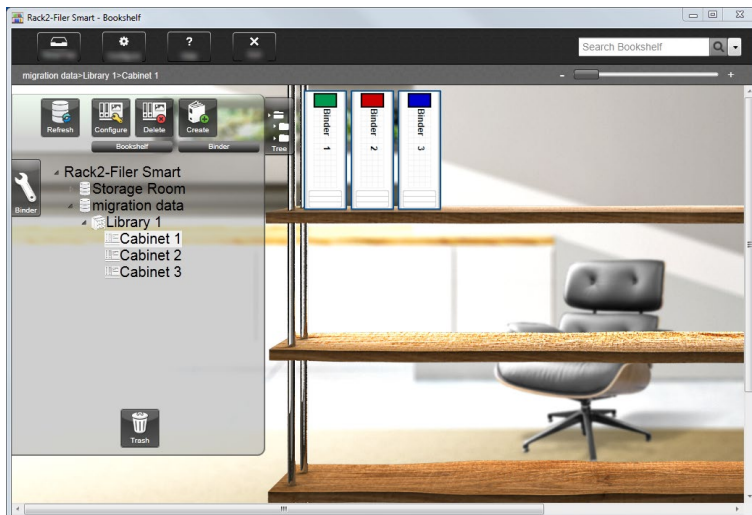 Rack2-Filer Smart - Bookshelf
?
Search Bookshelf
migration data>Library 1>Cabinet 1
- +
Refresh
Configure
Delete
Create
Bookshelf
Binder
Tree
Binder 1
Binder 2
Binder 3
Binder
Rack2-Filer Smart
Storage Room
migration data
Library 1
Cabinet 1
Cabinet 2
Cabinet 3
Trash